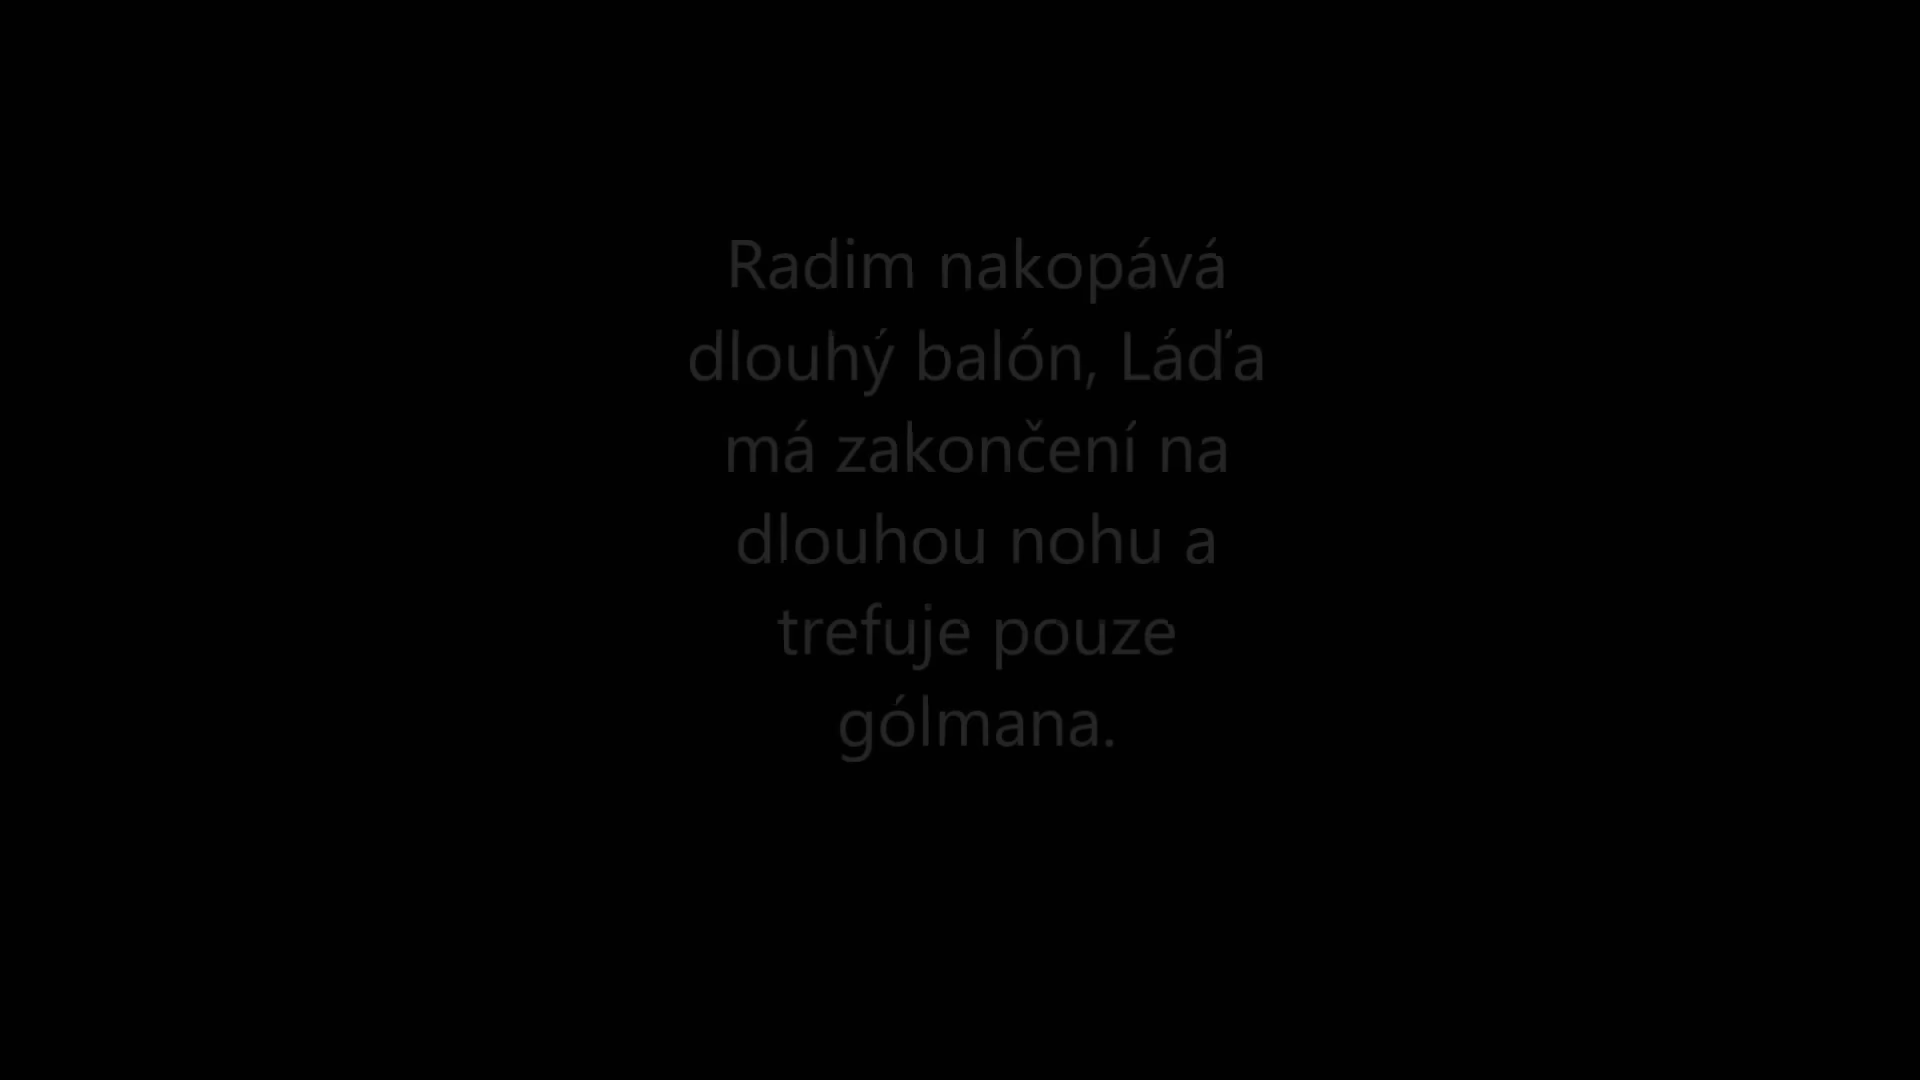 Radim nakopává
dlouhý balón, Láďa
má zakončení na
dlouhou nohu a
trefuje pouze
gólmana.